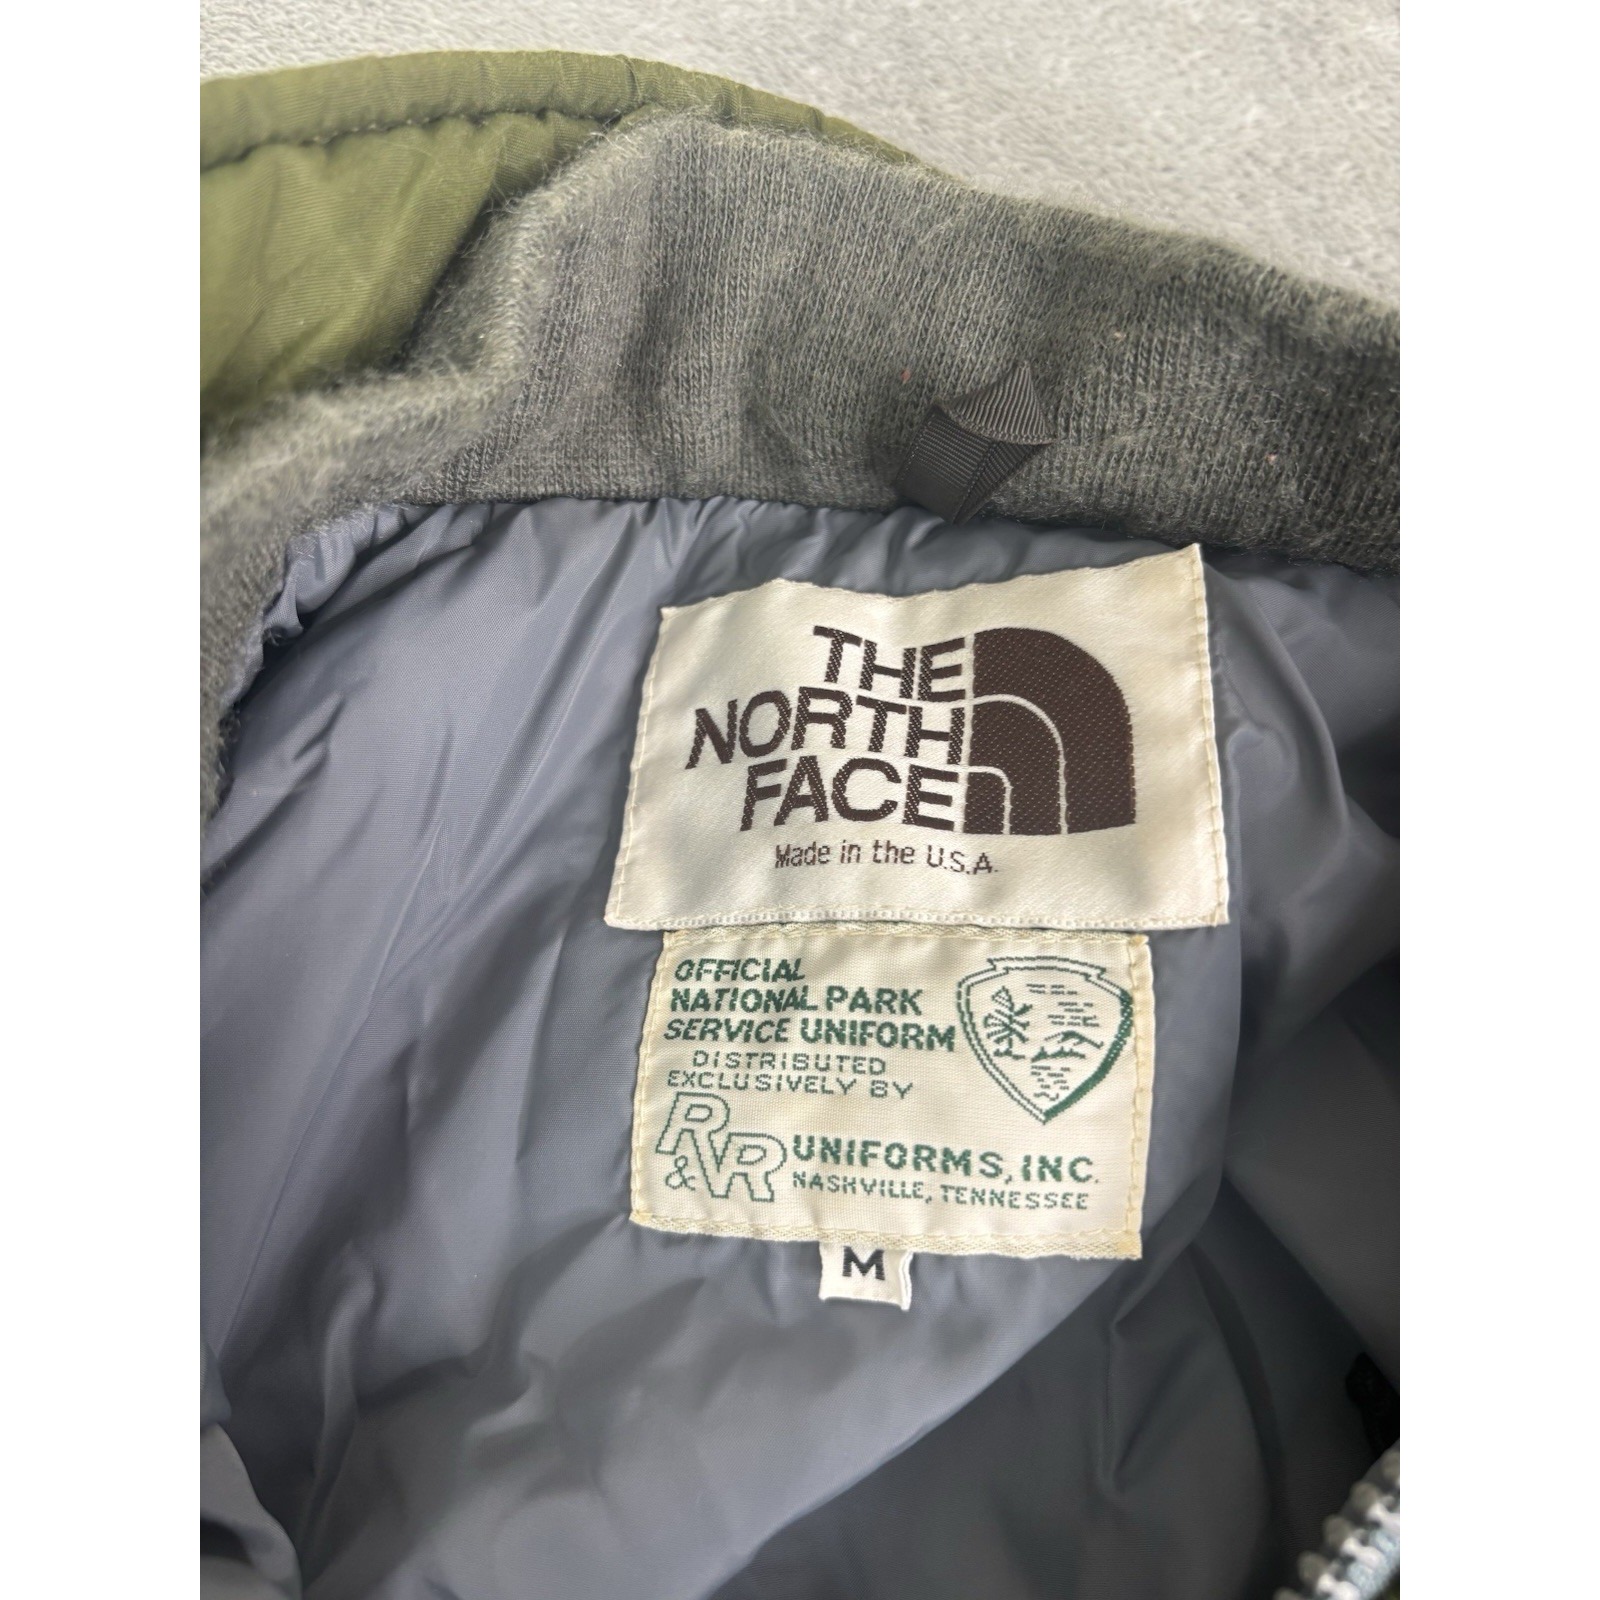 THE
NORTH
FACE
Made in the U.S.A.
OFFICIAL
NATIONAL PARK
SERVICE UNIFORM
DISTRIBUTED
EXCLUSIVELY BY
R&R UNIFORMS, INC.
NASHVILLE, TENNESSEE
M